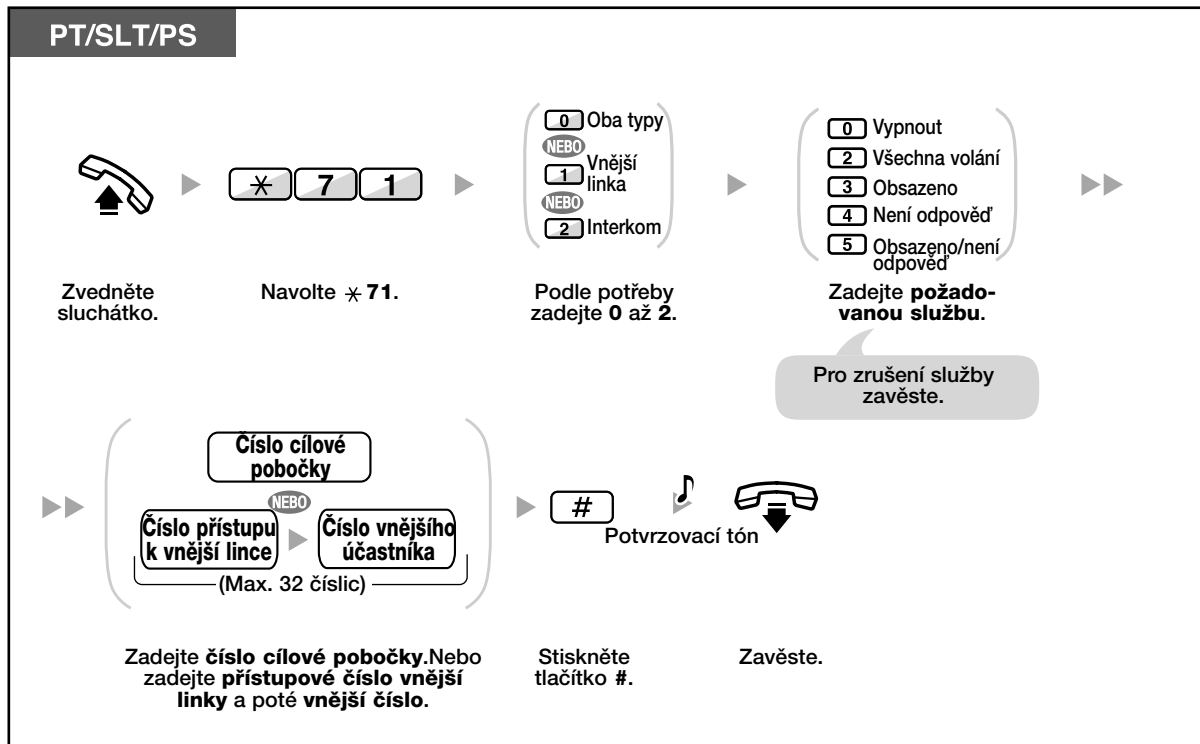 PT/SLT/PS
0 Oba typy
NEBO
1 Vnější
linka
NEBO
2 Interkom
0 Vypnout
2 Všechna volání
3 Obsazeno
4 Není odpověď
5 Obsazeno/není
odpověď
* 7 1
Zvedněte
sluchátko.
Navolte * 71.
Podle potřeby
zadejte 0 až 2.
Zadejte požado-
vanou službu.
Pro zrušení služby
zavěste.
Číslo cílové
pobočky
NEBO
Číslo přístupu
k vnější lince
Číslo vnějšího
účastníka
(Max. 32 číslic)
#
Potvrzovací tón
Zadejte číslo cílové pobočky.Nebo
zadejte přístupové číslo vnější
linky a poté vnější číslo.
Stiskněte
tlačítko #.
Zavěste.